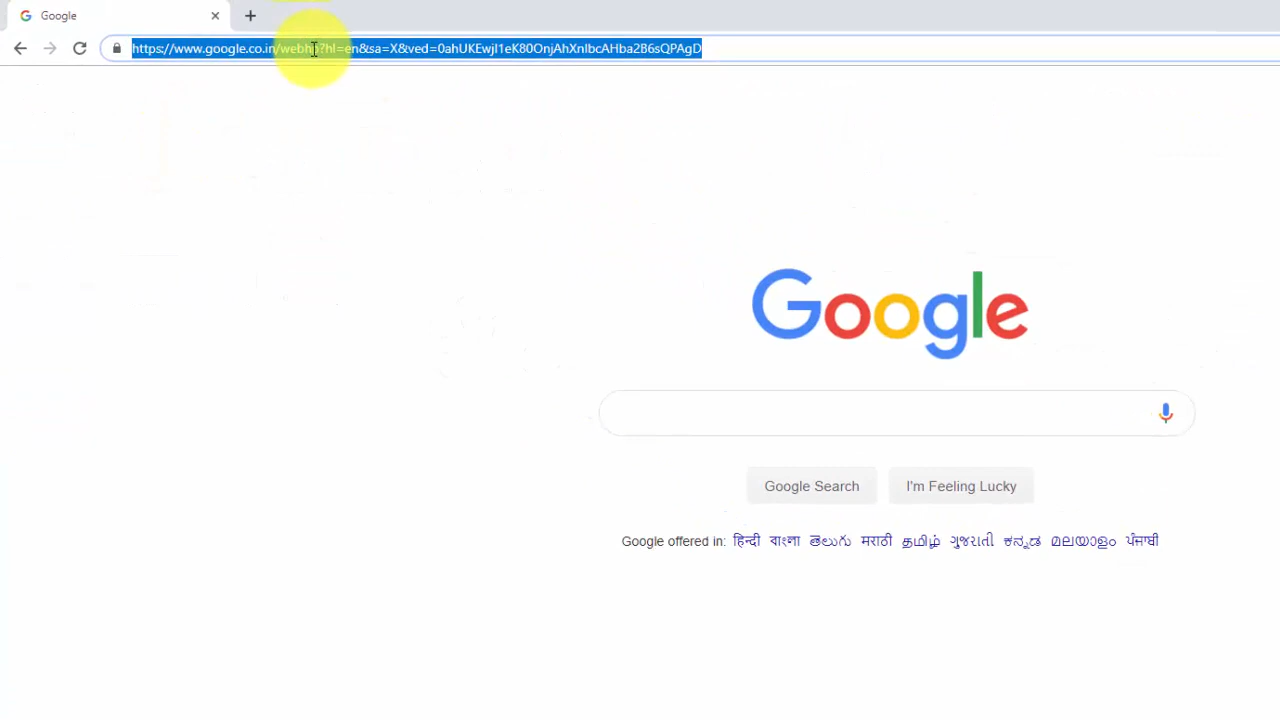 Google
https://www.google.co.in/webhp?hl=en&sa=X&ved=0ahUKEwjI1eK80OnjAhXnIbcAHba2B6sQPAgD
Google
Google Search
I'm Feeling Lucky
Google offered in: हिन्दी বাংলা తెలుగు मराठी தமிழ் ગુજરાતી ಕನ್ನಡ മലയാളം ਪੰਜਾਬੀ